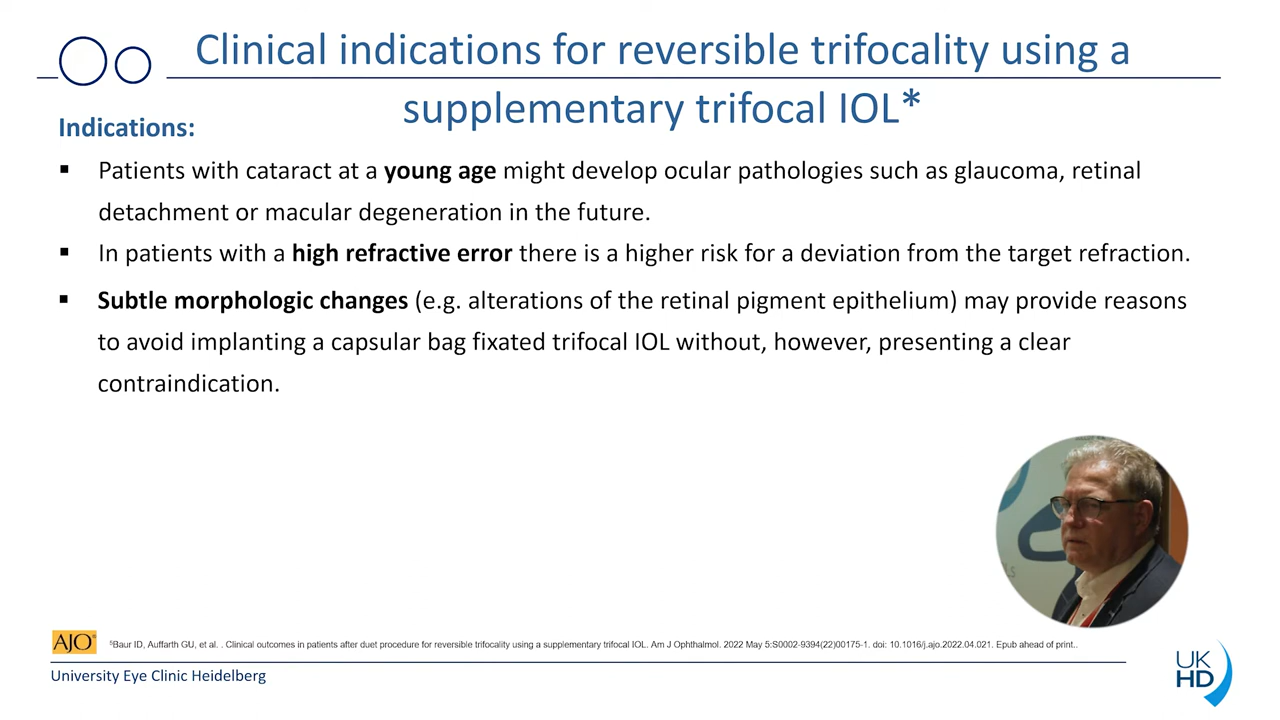 Clinical indications for reversible trifocality using a
supplementary trifocal IOL*
Indications:
▪ Patients with cataract at a young age might develop ocular pathologies such as glaucoma, retinal
detachment or macular degeneration in the future.
▪ In patients with a high refractive error there is a higher risk for a deviation from the target refraction.
▪ Subtle morphologic changes (e.g. alterations of the retinal pigment epithelium) may provide reasons
to avoid implanting a capsular bag fixated trifocal IOL without, however, presenting a clear
contraindication.
AJO®
⁵Baur ID, Auffarth GU, et al. . Clinical outcomes in patients after duet procedure for reversible trifocality using a supplementary trifocal IOL. Am J Ophthalmol. 2022 May 5:S0002-9394(22)00175-1. doi: 10.1016/j.ajo.2022.04.021. Epub ahead of print..
University Eye Clinic Heidelberg
UK
HD